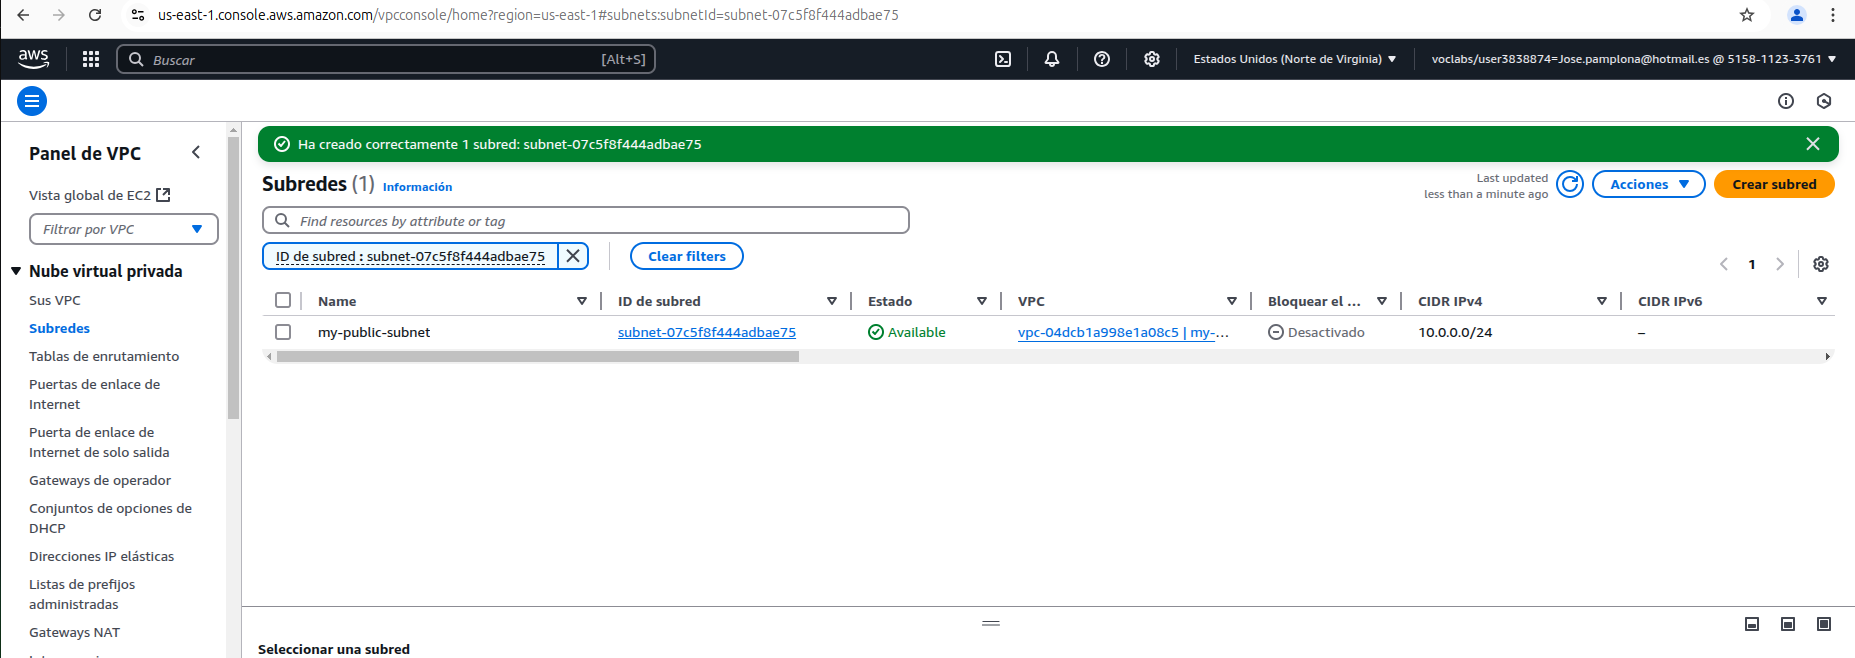 us-east-1.console.aws.amazon.com/vpcconsole/home?region=us-east-1#subnets:subnetId=subnet-07c5f8f444adbae75
aws
Buscar
[Alt+S]
Estados Unidos (Norte de Virginia)
voclabs/user3838874=Jose.pamplona@hotmail.es @ 5158-1123-3761
Panel de VPC
Vista global de EC2
Filtrar por VPC
Nube virtual privada
Sus VPC
Subredes
Tablas de enrutamiento
Puertas de enlace de
Internet
Puerta de enlace de
Internet de solo salida
Gateways de operador
Conjuntos de opciones de
DHCP
Direcciones IP elásticas
Listas de prefijos
administradas
Gateways NAT
Ha creado correctamente 1 subred: subnet-07c5f8f444adbae75
Subredes (1) Información
Last updated
less than a minute ago
Acciones
Crear subred
Find resources by attribute or tag
ID de subred : subnet-07c5f8f444adbae75
Clear filters
1
Name ID de subred Estado VPC Bloquear el ... CIDR IPv4 CIDR IPv6
my-public-subnet subnet-07c5f8f444adbae75 Available vpc-04dcb1a998e1a08c5 | my-... Desactivado 10.0.0.0/24 –
Seleccionar una subred